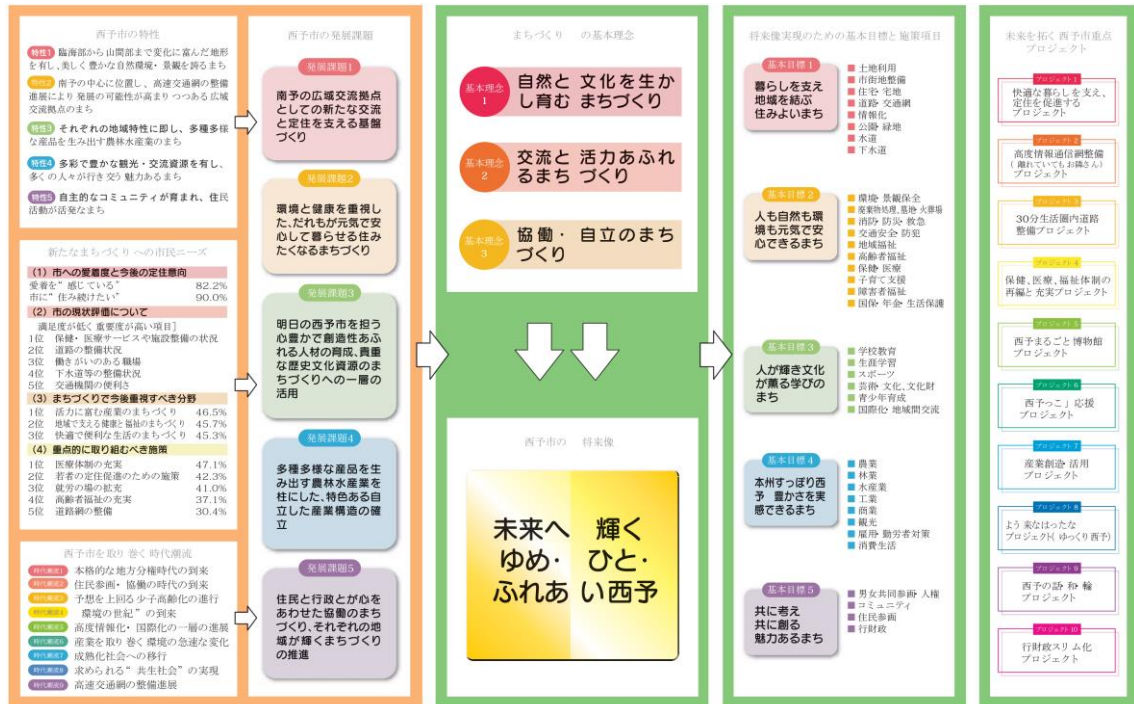 西予市の特性
特性1 臨海部から山間部まで変化に富んだ地形
を有し、美しく豊かな自然環境・景観を誇るまち
特性2 南予の中心に位置し、高速交通網の整備
進展により 発展の可能性が高まり つつある広域
交流拠点のまち
特性3 それぞれの地域特性に即し、多種多様
な産品を生み出す農林水産業のまち
特性4 多彩で豊かな観光・交流資源を有し、
多くの人々が行き交う 魅力あるまち
特性5 自主的なコミュニティが育まれ、住民
活動が活発なまち
新たなまちづくり への市民ニーズ
(1) 市への愛着度と今後の定住意向
愛着を“ 感じている” 82.2%
市に“ 住み続けたい” 90.0%
(2) 市の現状評価について
満足度が低く 重要度が高い項目]
1位 保健・ 医療サービスや施設整備の状況
2位 道路の整備状況
3位 働きがいのある 職場
4位 下水道等の整備状況
5位 交通機関の便利さ
(3) まちづくりで今後重視すべき分野
1位 活力に富む産業のまちづくり 46.5%
2位 地域で支える健康と 福祉のまちづくり 45.7%
3位 快適で便利な生活のまちづくり 45.3%
(4) 重点的に取り組むべき施策
1位 医療体制の充実 47.1%
2位 若者の定住促進のための施策 42.3%
3位 就労の場の拡充 41.0%
4位 高齢者福祉の充実 37.1%
5位 道路網の整備 30.4%
西予市を取り 巻く 時代潮流
時代潮流1 本格的な地方分権時代の到来
時代潮流2 住民参画・ 協働の時代の到来
時代潮流3 予想を上回る 少子高齢化の進行
時代潮流4 環境の世紀” の到来
時代潮流5 高度情報化・ 国際化の一層の進展
時代潮流6 産業を取り 巻く 環境の急速な変化
時代潮流7 成熟化社会への移行
時代潮流8 求められる“ 共生社会” の実現
時代潮流9 高速交通網の整備進展
西予市の発展課題
発展課題1
南予の広域交流拠点
としての新たな交流
と定住を支える基盤
づくり
発展課題2
環境と健康を重視し
た、だれもが元気で安
心して暮らせる住み
たくなるまちづくり
発展課題3
明日の西予市を担う
心豊かで創造性あふ
れる人材の育成、貴重
な歴史文化資源のま
ちづくりへの一層の
活用
発展課題4
多種多様な産品を生
み出す農林水産業を
柱にした、特色ある自
立した産業構造の確
立
発展課題5
住民と行政とが心を
あわせた協働のまち
づくり、それぞれの地
域が輝くまちづくり
の推進
まちづくり の基本理念
基本理念
1
自然と 文化を生か
し育む まちづくり
基本理念
2
交流と 活力あふれ
るまち づくり
基本理念
3
協働・ 自立のまち
づくり
西予市の 将来像
未来へ 輝く
ゆめ・ ひと・
ふれあ い西予
将来像実現のための基本目標と施策項目
基本目標1
暮らしを支え
地域を結ぶ
住みよいまち
土地利用
市街地整備
住宅・ 宅地
道路・ 交通網
情報化
公園・ 緑地
水道
下水道
基本目標2
人も自然も環
境も元気で安
心できるまち
環境・ 景観保全
廃棄物処理、墓地・ 火葬場
消防・ 防災・ 救急
交通安全・ 防犯
地域福祉
高齢者福祉
保健・ 医療
子育て支援
障害者福祉
国保・ 年金・ 生活保護
基本目標3
人が輝き文化
が薫る学びの
まち
学校教育
生涯学習
スポーツ
芸術・ 文化、文化財
青少年育成
国際化・ 地域間交流
基本目標4
本州すっぽり西
予 豊かさを実
感できるまち
農業
林業
水産業
工業
商業
観光
雇用・ 勤労者対策
消費生活
基本目標5
共に考え
共に創る
魅力あるまち
男女共同参画・ 人権
コミュニティ
住民参画
行財政
未来を拓く 西予市重点
プロジェクト
プロジェクト1
快適な暮らしを支え、
定住を促進する
プロジェクト
プロジェクト2
高度情報通信網整備
( 離れていてもお隣さん)
プロジェクト
プロジェクト3
30分生活圏内道路
整備プロジェクト
プロジェクト4
保健、医療、福祉体制の
再編と 充実プロジェクト
プロジェクト5
西予まるごと 博物館
プロジェクト
プロジェクト6
西予っこ」 応援
プロジェクト
プロジェクト7
産業創造・ 活用
プロジェクト
プロジェクト8
よう 来なはったな
プロジェクト( ゆっくり 西予)
プロジェクト9
西予の話・ 和・ 輪
プロジェクト
プロジェクト10
行財政スリ ム化
プロジェクト